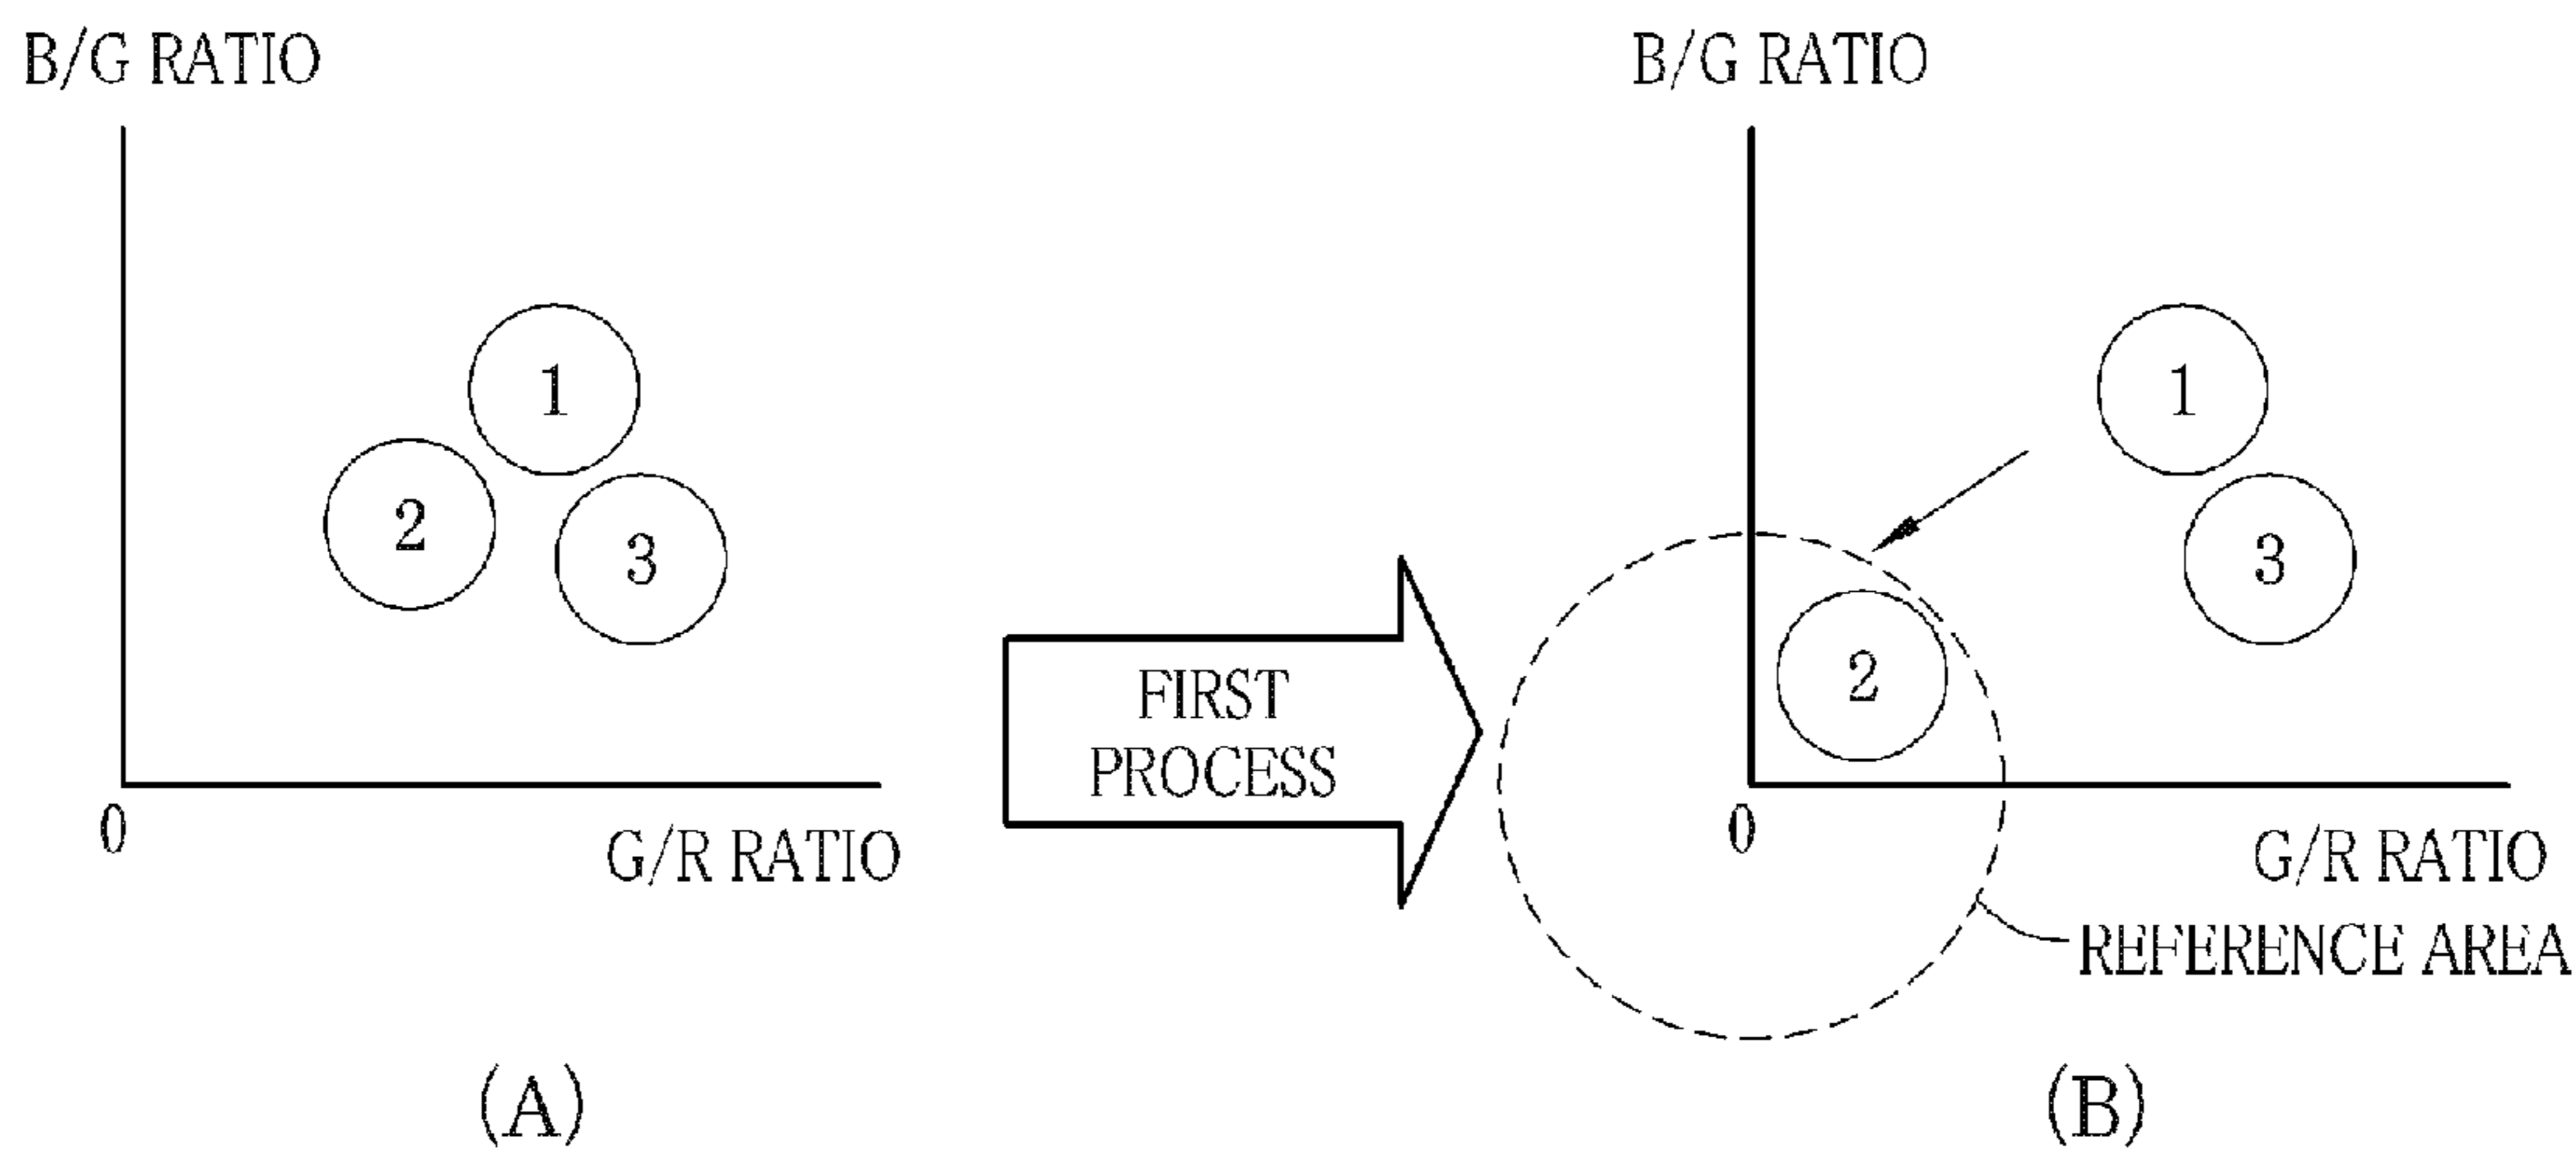 B/G RATIO
1
2
3
0
G/R RATIO
(A)
FIRST
PROCESS
B/G RATIO
1
3
2
0
G/R RATIO
REFERENCE AREA
(B)